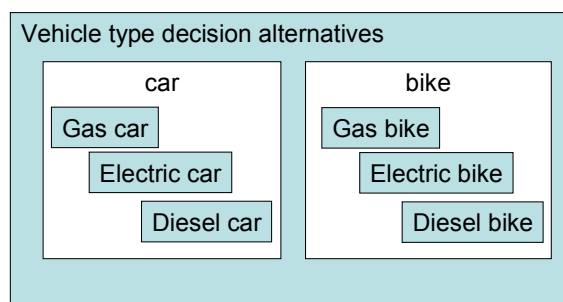 Vehicle type decision alternatives
car
Gas car
Electric car
Diesel car
bike
Gas bike
Electric bike
Diesel bike